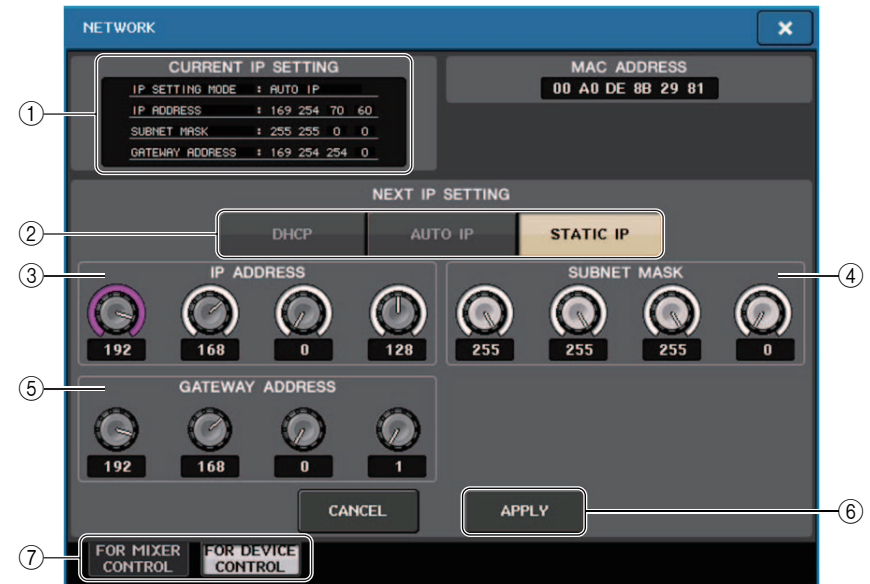 NETWORK
CURRENT IP SETTING
IP SETTING MODE : AUTO IP
IP ADDRESS : 169 254 70 60
SUBNET MASK : 255 255 0 0
GATEWAY ADDRESS : 169 254 254 0
MAC ADDRESS
00 A0 DE 8B 29 81
①
NEXT IP SETTING
②
DHCP
AUTO IP
STATIC IP
③
IP ADDRESS
192 168 0 128
SUBNET MASK
④
255 255 255 0
⑤
GATEWAY ADDRESS
192 168 0 1
CANCEL
APPLY
⑥
⑦
FOR MIXER
CONTROL
FOR DEVICE
CONTROL